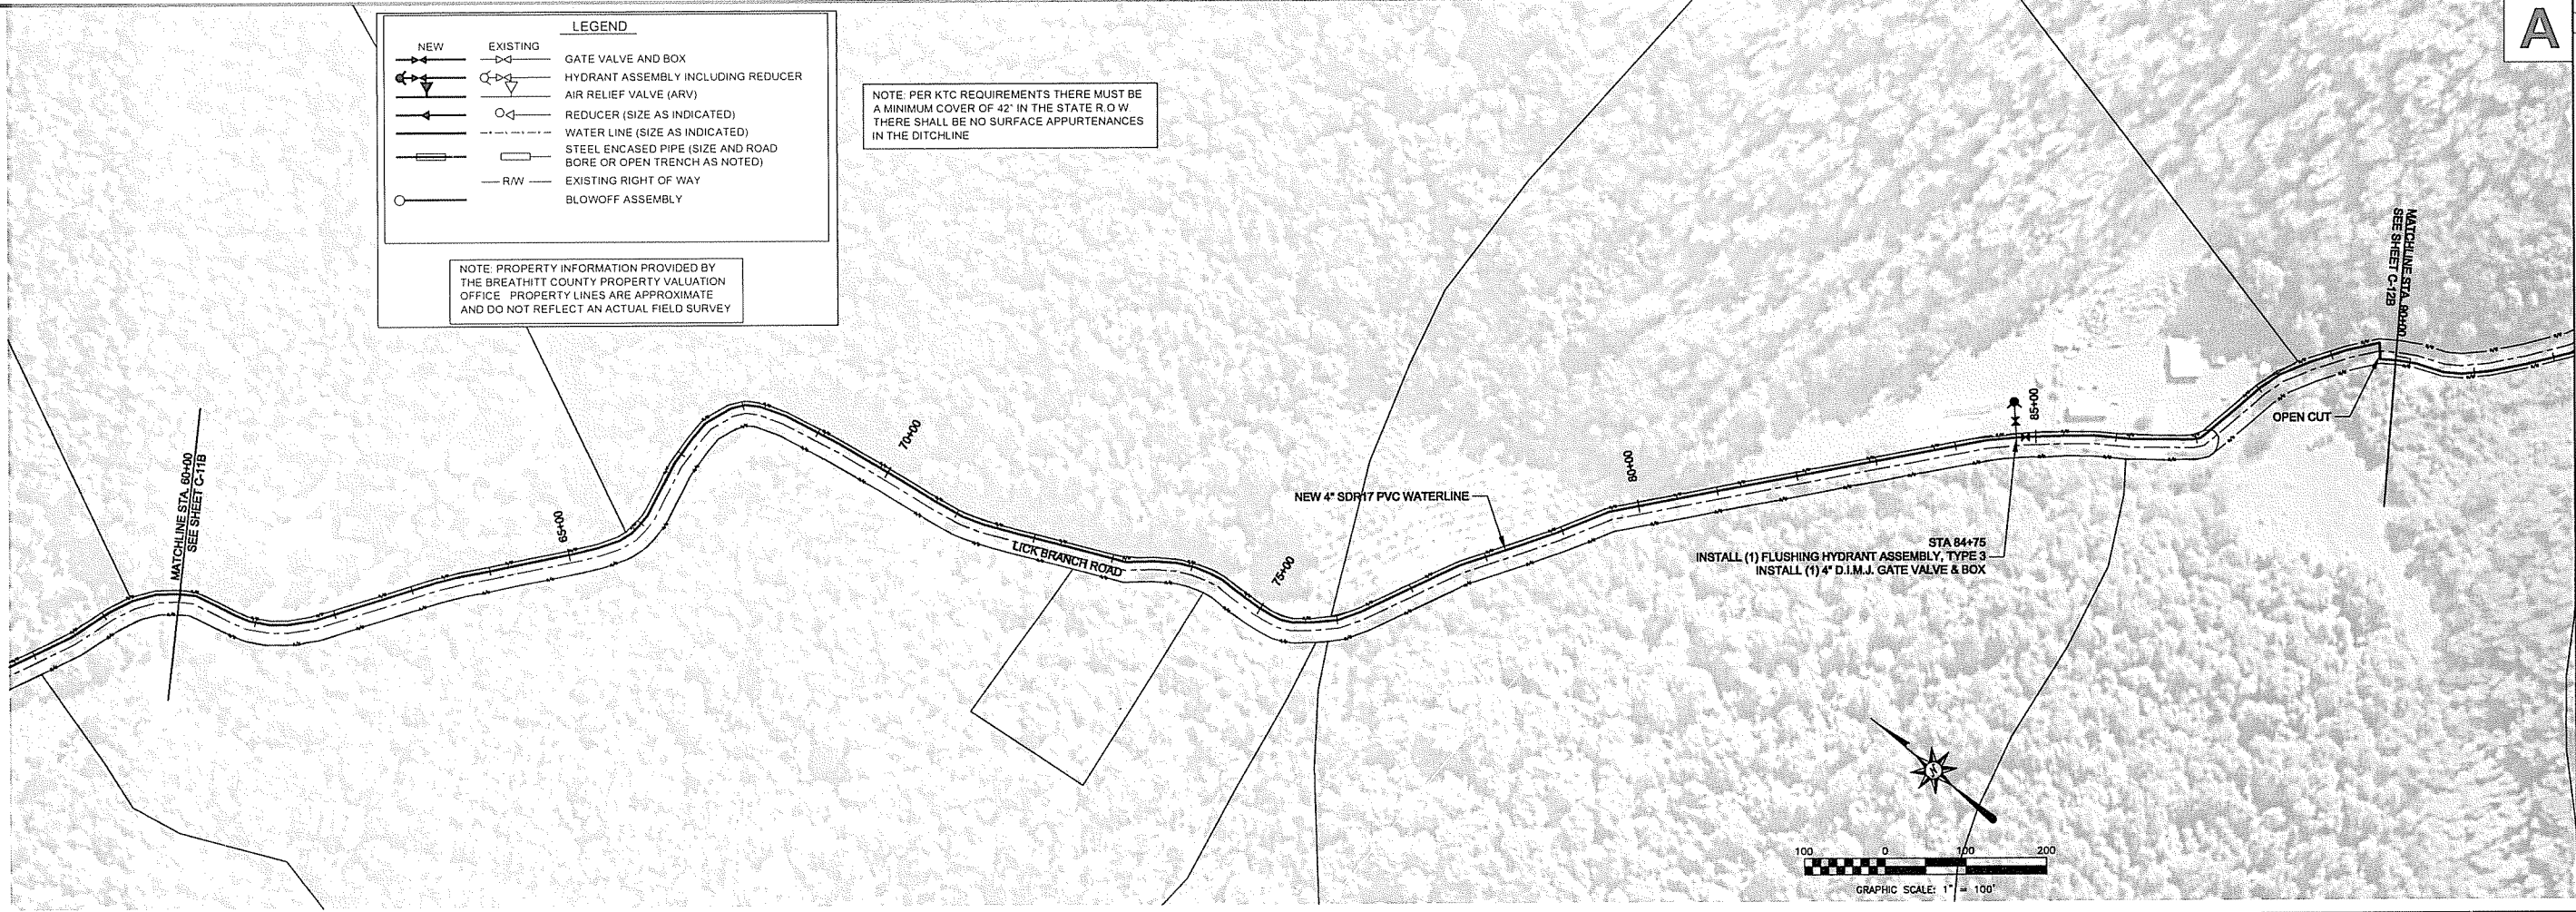 LEGEND
NEW EXISTING
GATE VALVE AND BOX
HYDRANT ASSEMBLY INCLUDING REDUCER
AIR RELIEF VALVE (ARV)
REDUCER (SIZE AS INDICATED)
WATER LINE (SIZE AS INDICATED)
STEEL ENCASED PIPE (SIZE AND ROAD
BORE OR OPEN TRENCH AS NOTED)
R/W EXISTING RIGHT OF WAY
BLOWOFF ASSEMBLY
NOTE: PROPERTY INFORMATION PROVIDED BY
THE BREATHITT COUNTY PROPERTY VALUATION
OFFICE PROPERTY LINES ARE APPROXIMATE
AND DO NOT REFLECT AN ACTUAL FIELD SURVEY
NOTE: PER KTC REQUIREMENTS THERE MUST BE
A MINIMUM COVER OF 42" IN THE STATE R.O.W.
THERE SHALL BE NO SURFACE APPURTENANCES
IN THE DITCHLINE
A
MATCHLINE STA. 60+00
SEE SHEET C-11B
65+00
70+00
LICK BRANCH ROAD
75+00
NEW 4" SDR17 PVC WATERLINE
80+00
STA 84+75
INSTALL (1) FLUSHING HYDRANT ASSEMBLY, TYPE 3
INSTALL (1) 4" D.I.M.J. GATE VALVE & BOX
85+00
OPEN CUT
MATCHLINE STA. 90+00
SEE SHEET C-12B
N
100 0 100 200
GRAPHIC SCALE: 1" = 100'